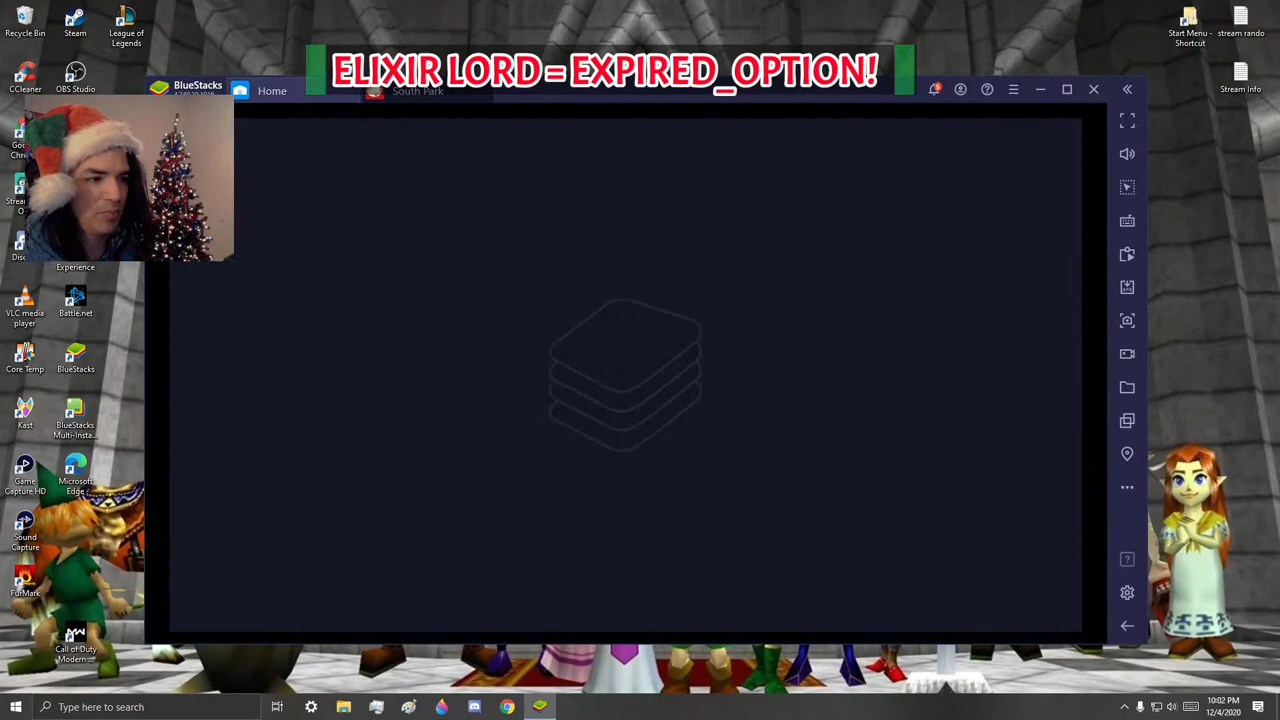 Recycle Bin
Steam
League of Legends
Start Menu - Shortcut
stream rando
ELIXIR LORD = EXPIRED_OPTION!
CCleaner
OBS Studio
BlueStacks
Home
South Park
Stream Info
Experience
VLC media player
Battle.net
Core Temp
BlueStacks
Kast
BlueStacks Multi-Insta...
Game Capture HD
Microsoft Edge
Sound Capture
FurMark
Call of Duty Modern ...
Type here to search
10:02 PM
12/4/2020